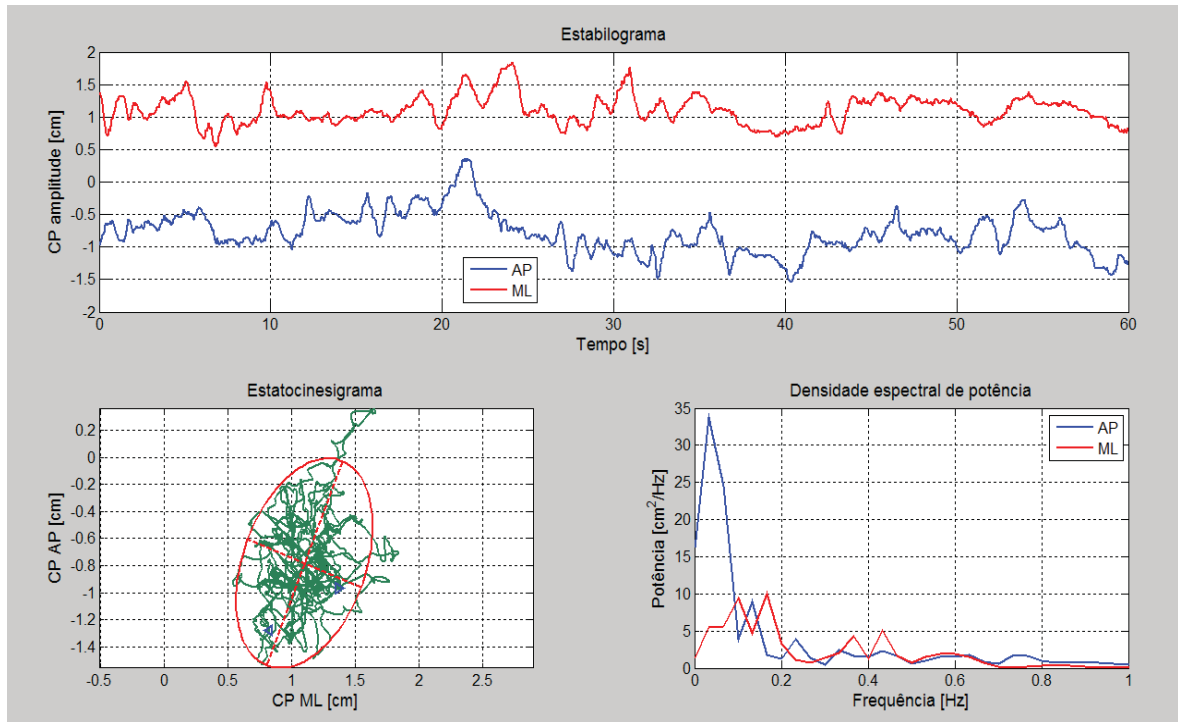 Estabilograma
CP amplitude [cm]
2
1.5
1
0.5
0
-0.5
-1
-1.5
-2
AP
ML
0 10 20 30 40 50 60
Tempo [s]
Estatocinesigrama
CP AP [cm]
0.2
0
-0.2
-0.4
-0.6
-0.8
-1
-1.2
-1.4
-0.5 0 0.5 1 1.5 2 2.5
CP ML [cm]
Densidade espectral de potência
Potência [cm²/Hz]
35
30
25
20
15
10
5
0
AP
ML
0 0.2 0.4 0.6 0.8 1
Frequência [Hz]